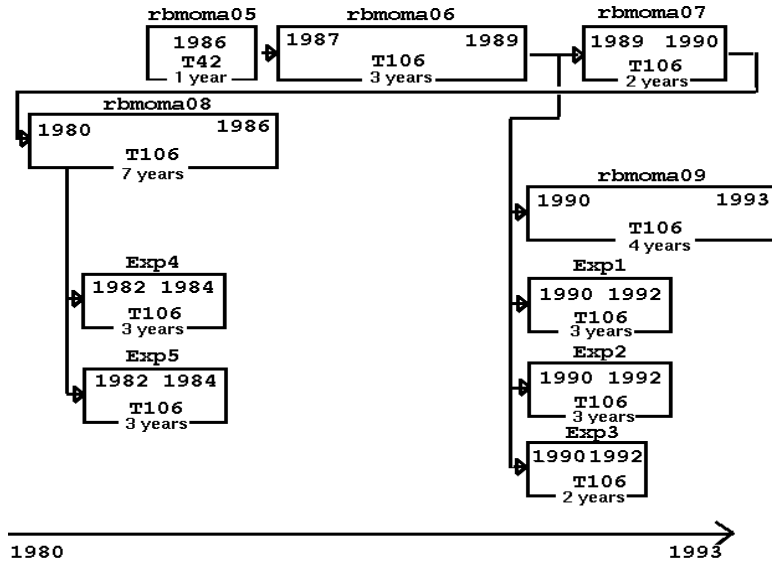 rbmoma05
1986
T42
1 year
rbmoma06
1987 1989
T106
3 years
rbmoma07
1989 1990
T106
2 years
rbmoma08
1980 1986
T106
7 years
rbmoma09
1990 1993
T106
4 years
Exp4
1982 1984
T106
3 years
Exp1
1990 1992
T106
3 years
Exp5
1982 1984
T106
3 years
Exp2
1990 1992
T106
3 years
Exp3
1990 1992
T106
2 years
1980 1993